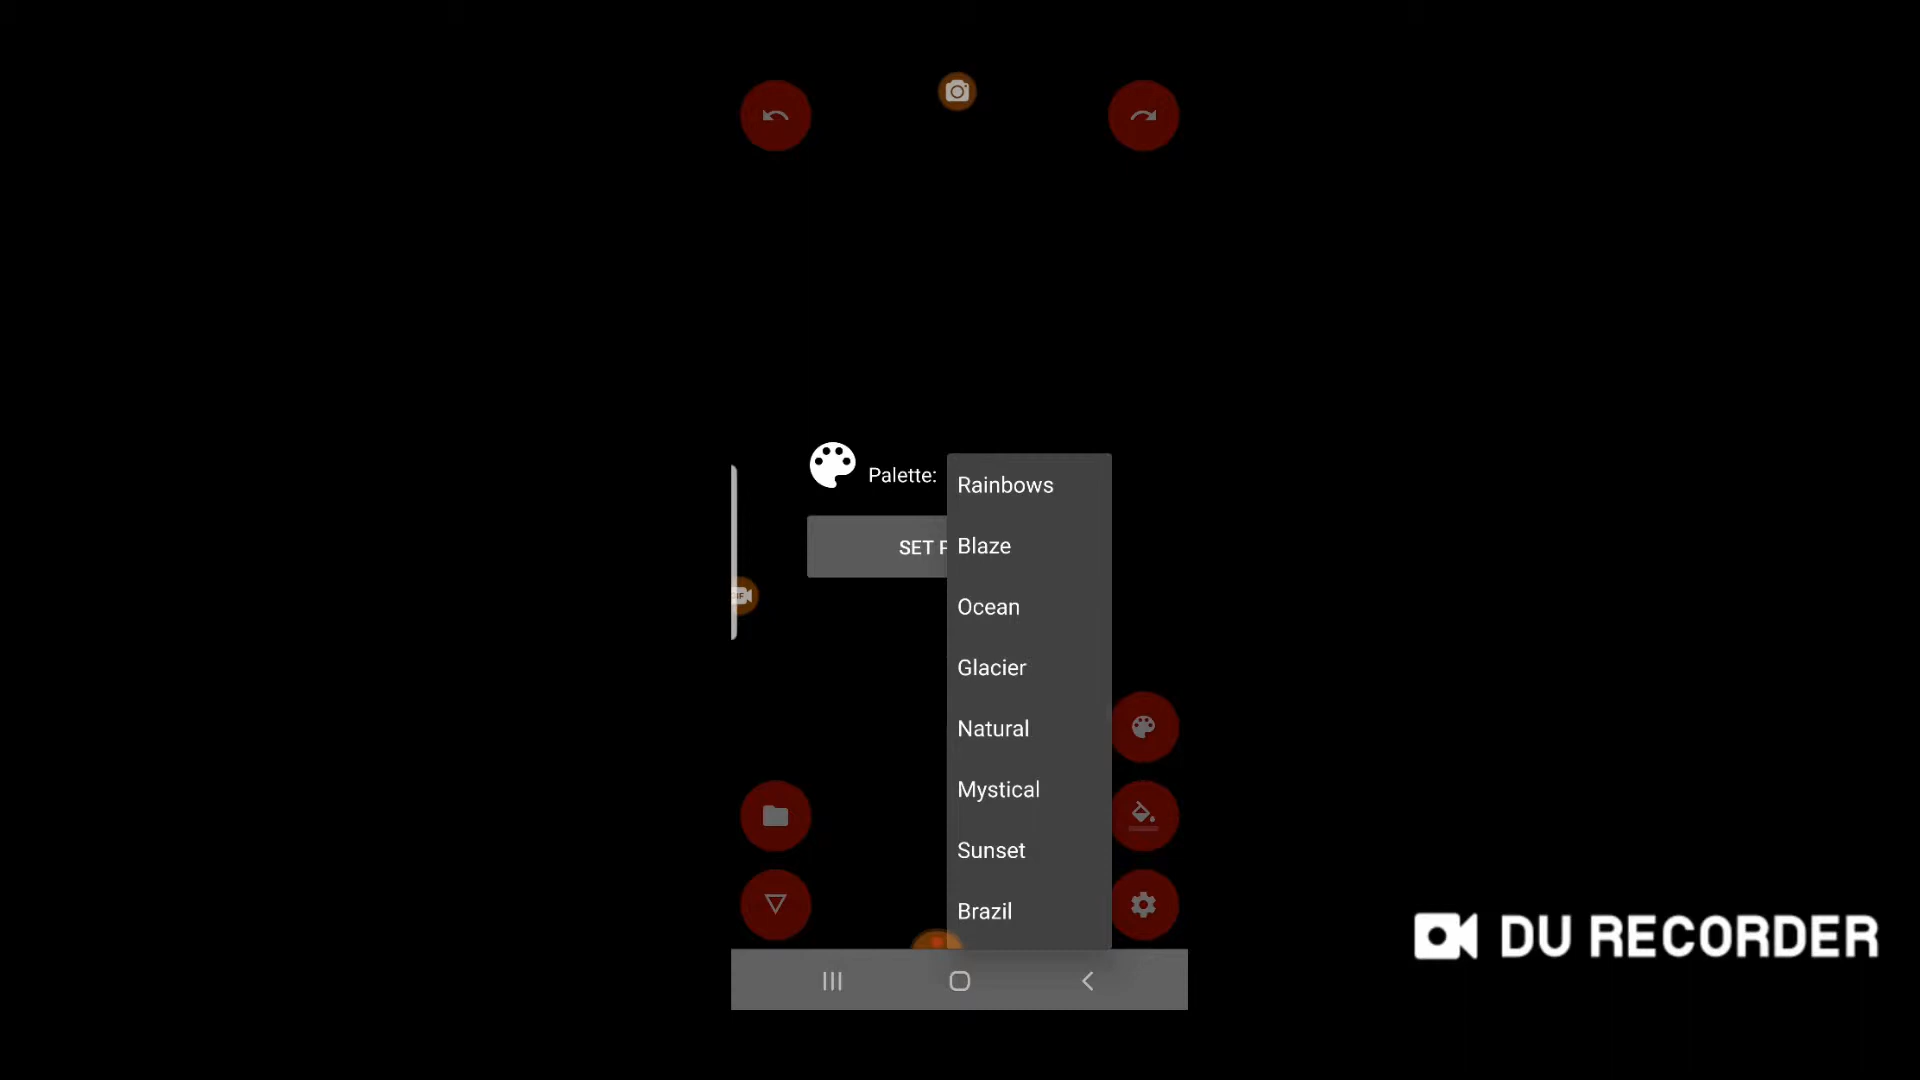 Palette:
Rainbows
SET P
Blaze
Ocean
Glacier
Natural
Mystical
Sunset
Brazil
DU RECORDER